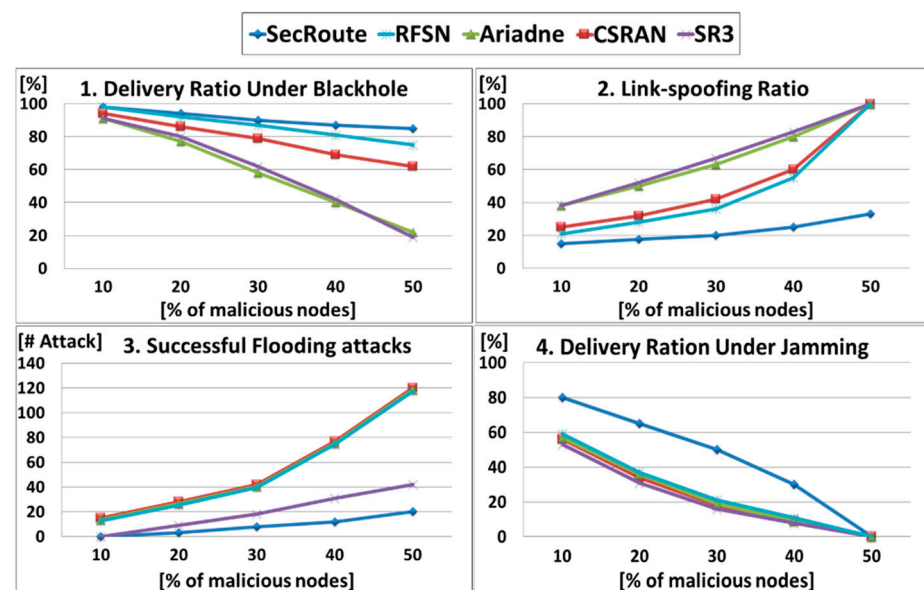 SecRoute RFSN Ariadne CSRAN SR3
[%]
1. Delivery Ratio Under Blackhole
100
80
60
40
20
0
10 20 30 40 50
[% of malicious nodes]
[%]
2. Link-spoofing Ratio
100
80
60
40
20
0
10 20 30 40 50
[% of malicious nodes]
[# Attack]
3. Successful Flooding attacks
140
120
100
80
60
40
20
0
10 20 30 40 50
[% of malicious nodes]
[%]
4. Delivery Ration Under Jamming
100
80
60
40
20
0
10 20 30 40 50
[% of malicious nodes]